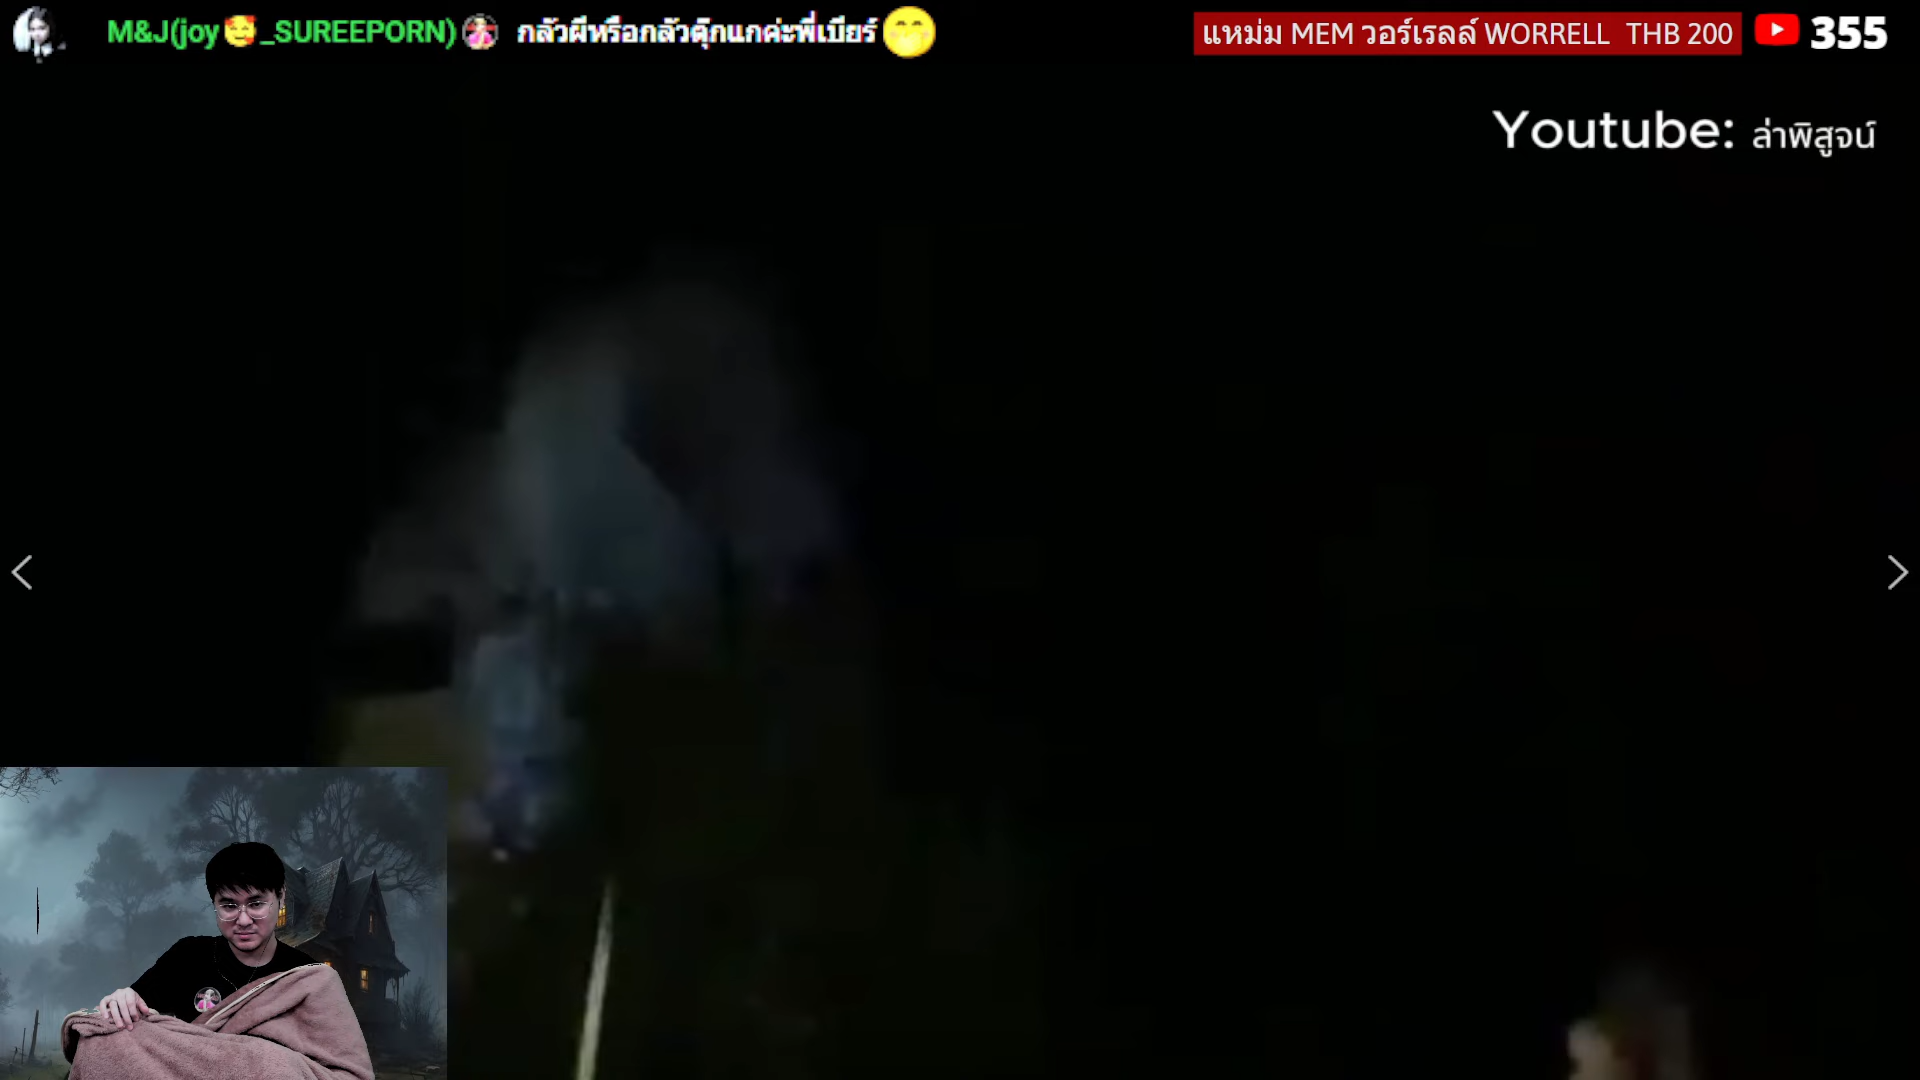 M&J(joy🥰_SUREEPORN) กลัวผีหรือกลัวตุ๊กแกค่ะพี่เบียร์🤭
แหม่ม MEM วอร์เรลล์ WORRELL THB 200
355
Youtube: ล่าพิสูจน์